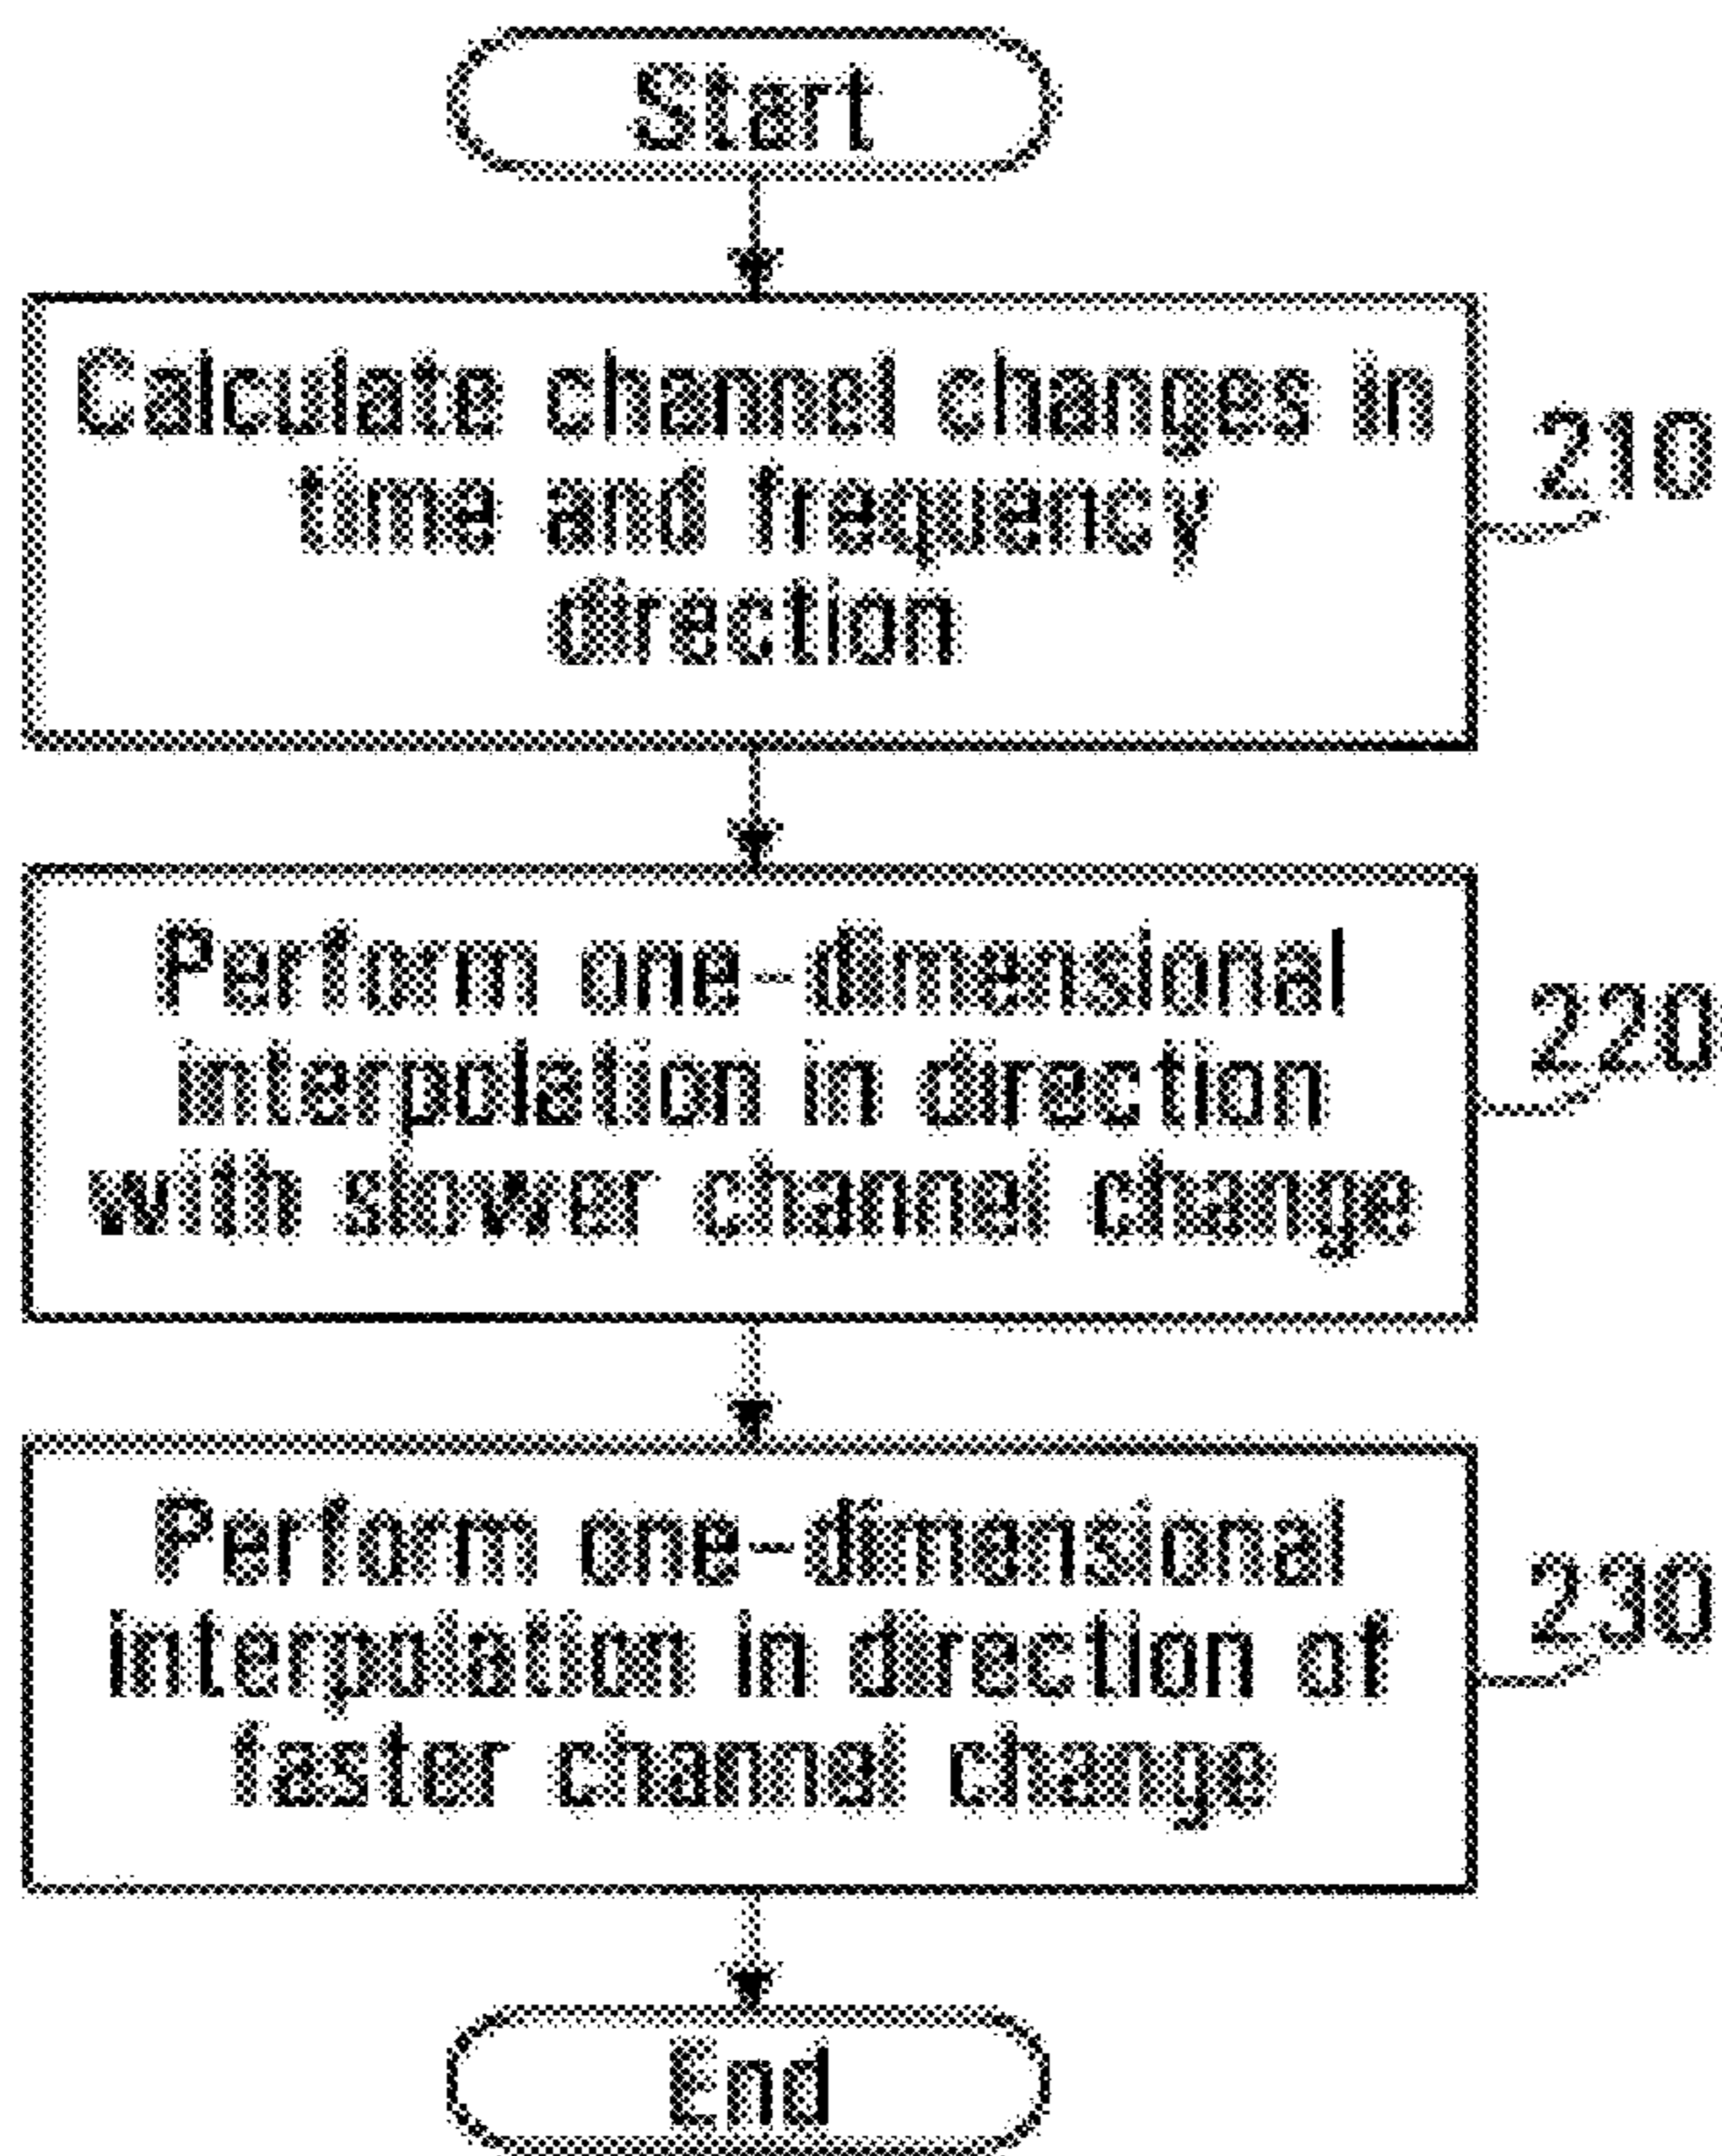 Start
Calculate channel changes in
time and frequency
direction
210
Perform one-dimensional
interpolation in direction
with slower channel change
220
Perform one-dimensional
interpolation in direction of
faster channel change
230
End